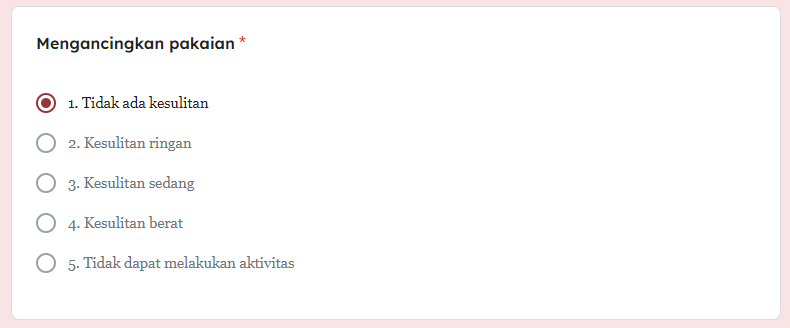 Mengancingkan pakaian *
1. Tidak ada kesulitan
2. Kesulitan ringan
3. Kesulitan sedang
4. Kesulitan berat
5. Tidak dapat melakukan aktivitas